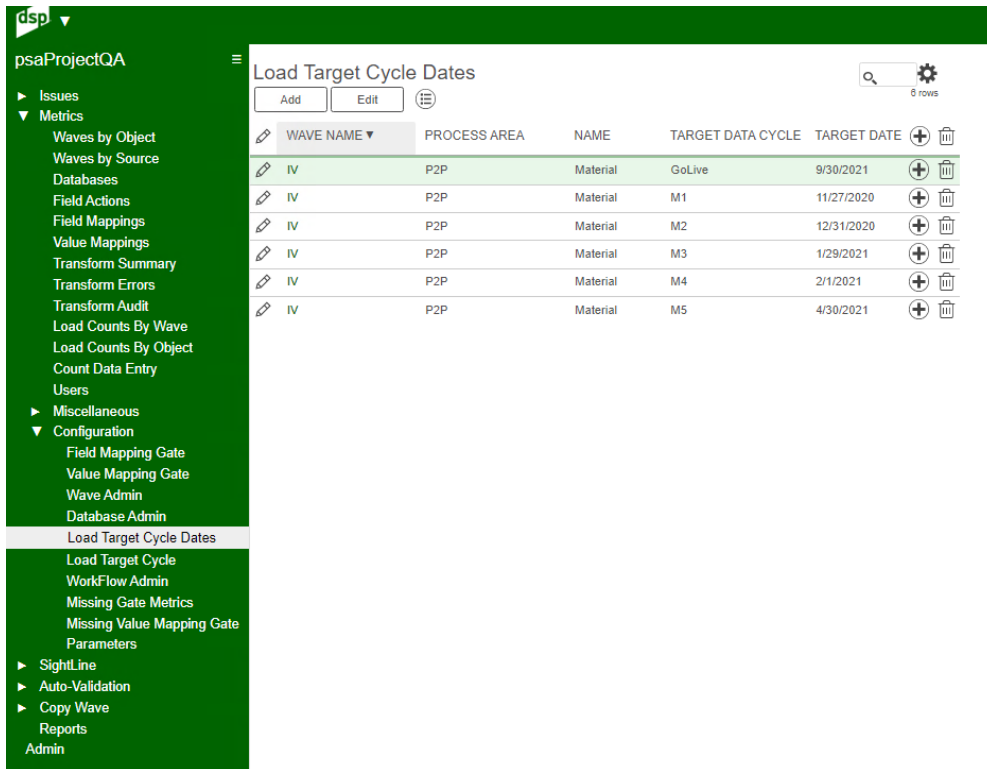 dsp
psaProjectQA
Issues
Metrics
Waves by Object
Waves by Source
Databases
Field Actions
Field Mappings
Value Mappings
Transform Summary
Transform Errors
Transform Audit
Load Counts By Wave
Load Counts By Object
Count Data Entry
Users
Miscellaneous
Configuration
Field Mapping Gate
Value Mapping Gate
Wave Admin
Database Admin
Load Target Cycle Dates
Load Target Cycle
WorkFlow Admin
Missing Gate Metrics
Missing Value Mapping Gate
Parameters
SightLine
Auto-Validation
Copy Wave
Reports
Admin
Load Target Cycle Dates
Add Edit
6 rows
WAVE NAME PROCESS AREA NAME TARGET DATA CYCLE TARGET DATE
IV P2P Material GoLive 9/30/2021
IV P2P Material M1 11/27/2020
IV P2P Material M2 12/31/2020
IV P2P Material M3 1/29/2021
IV P2P Material M4 2/1/2021
IV P2P Material M5 4/30/2021